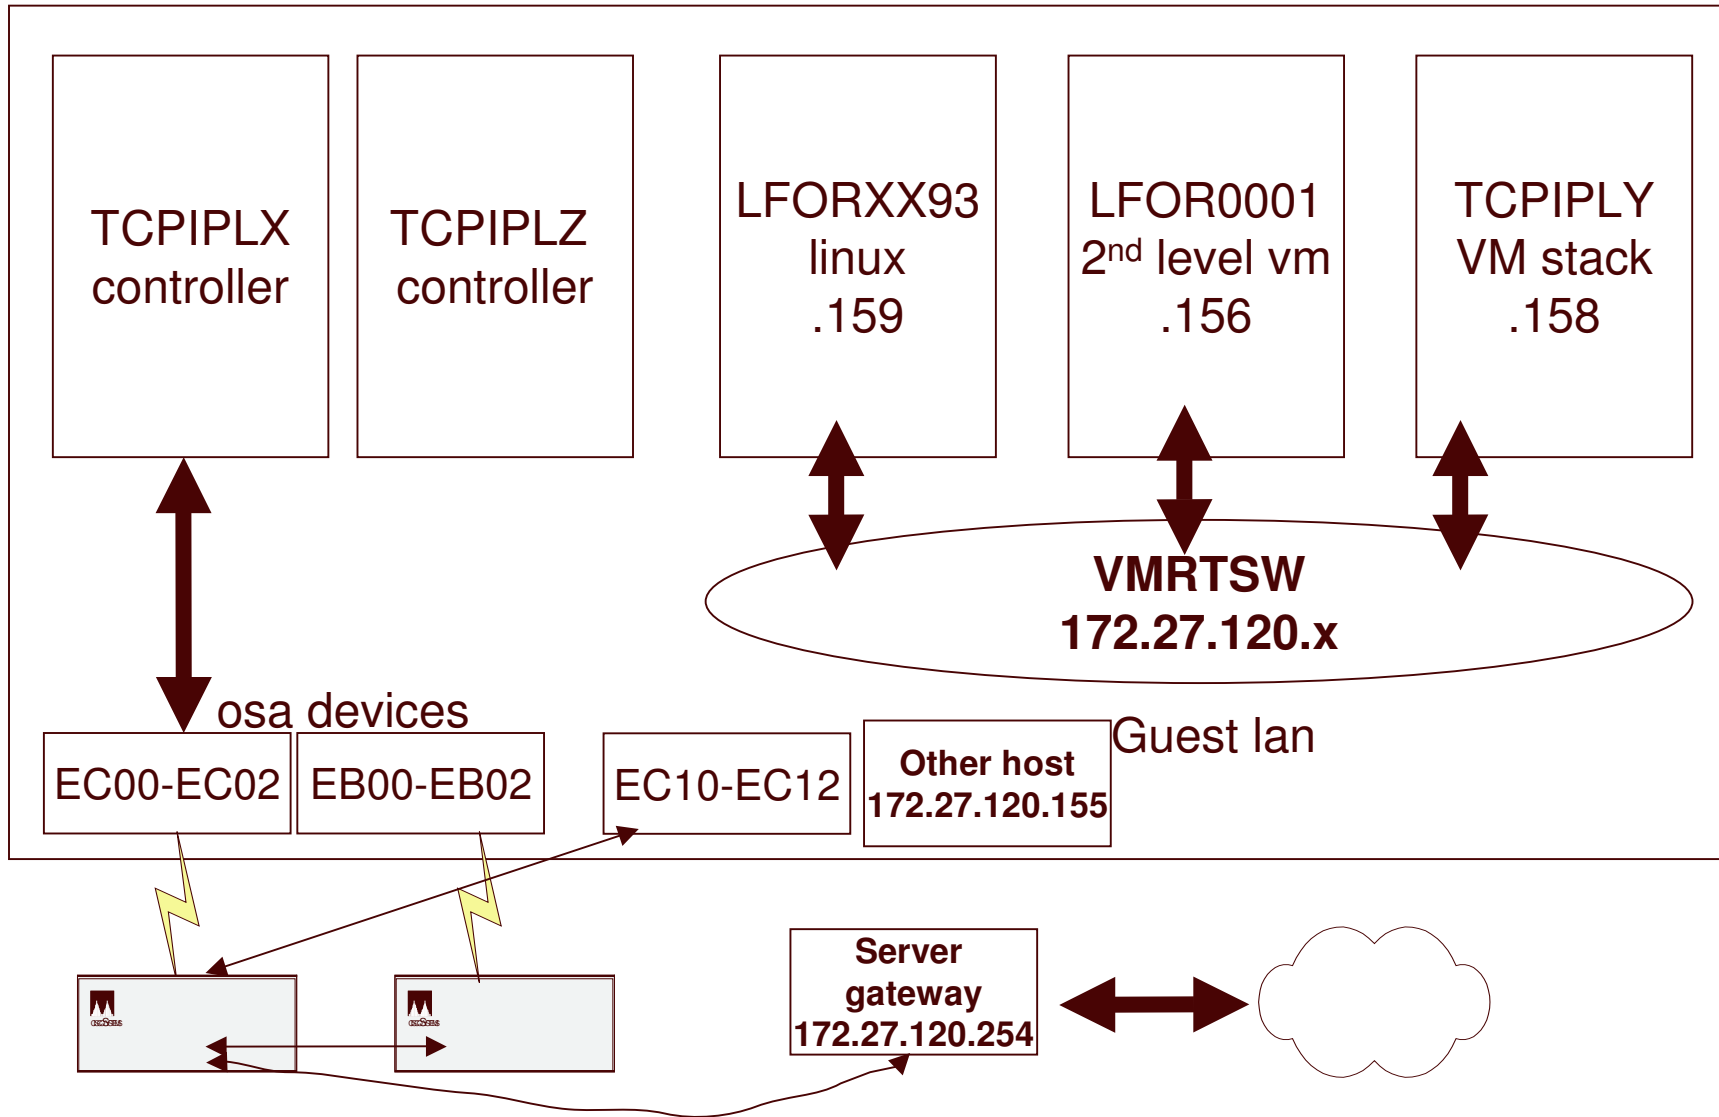 TCPIPLX
controller
TCPIPLZ
controller
LFORXX93
linux
.159
LFOR0001
2nd level vm
.156
TCPIPLY
VM stack
.158
VMRTSW
172.27.120.x
osa devices
Guest lan
EC00-EC02
EB00-EB02
EC10-EC12
Other host
172.27.120.155
Server
gateway
172.27.120.254